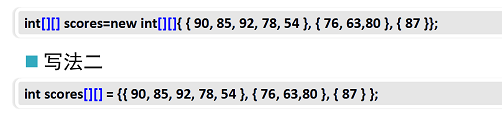 int[][] scores=new int[][]{ { 90, 85, 92, 78, 54 }, { 76, 63,80 }, { 87 }};
写法二
int scores[][] = {{ 90, 85, 92, 78, 54 }, { 76, 63,80 }, { 87 } };